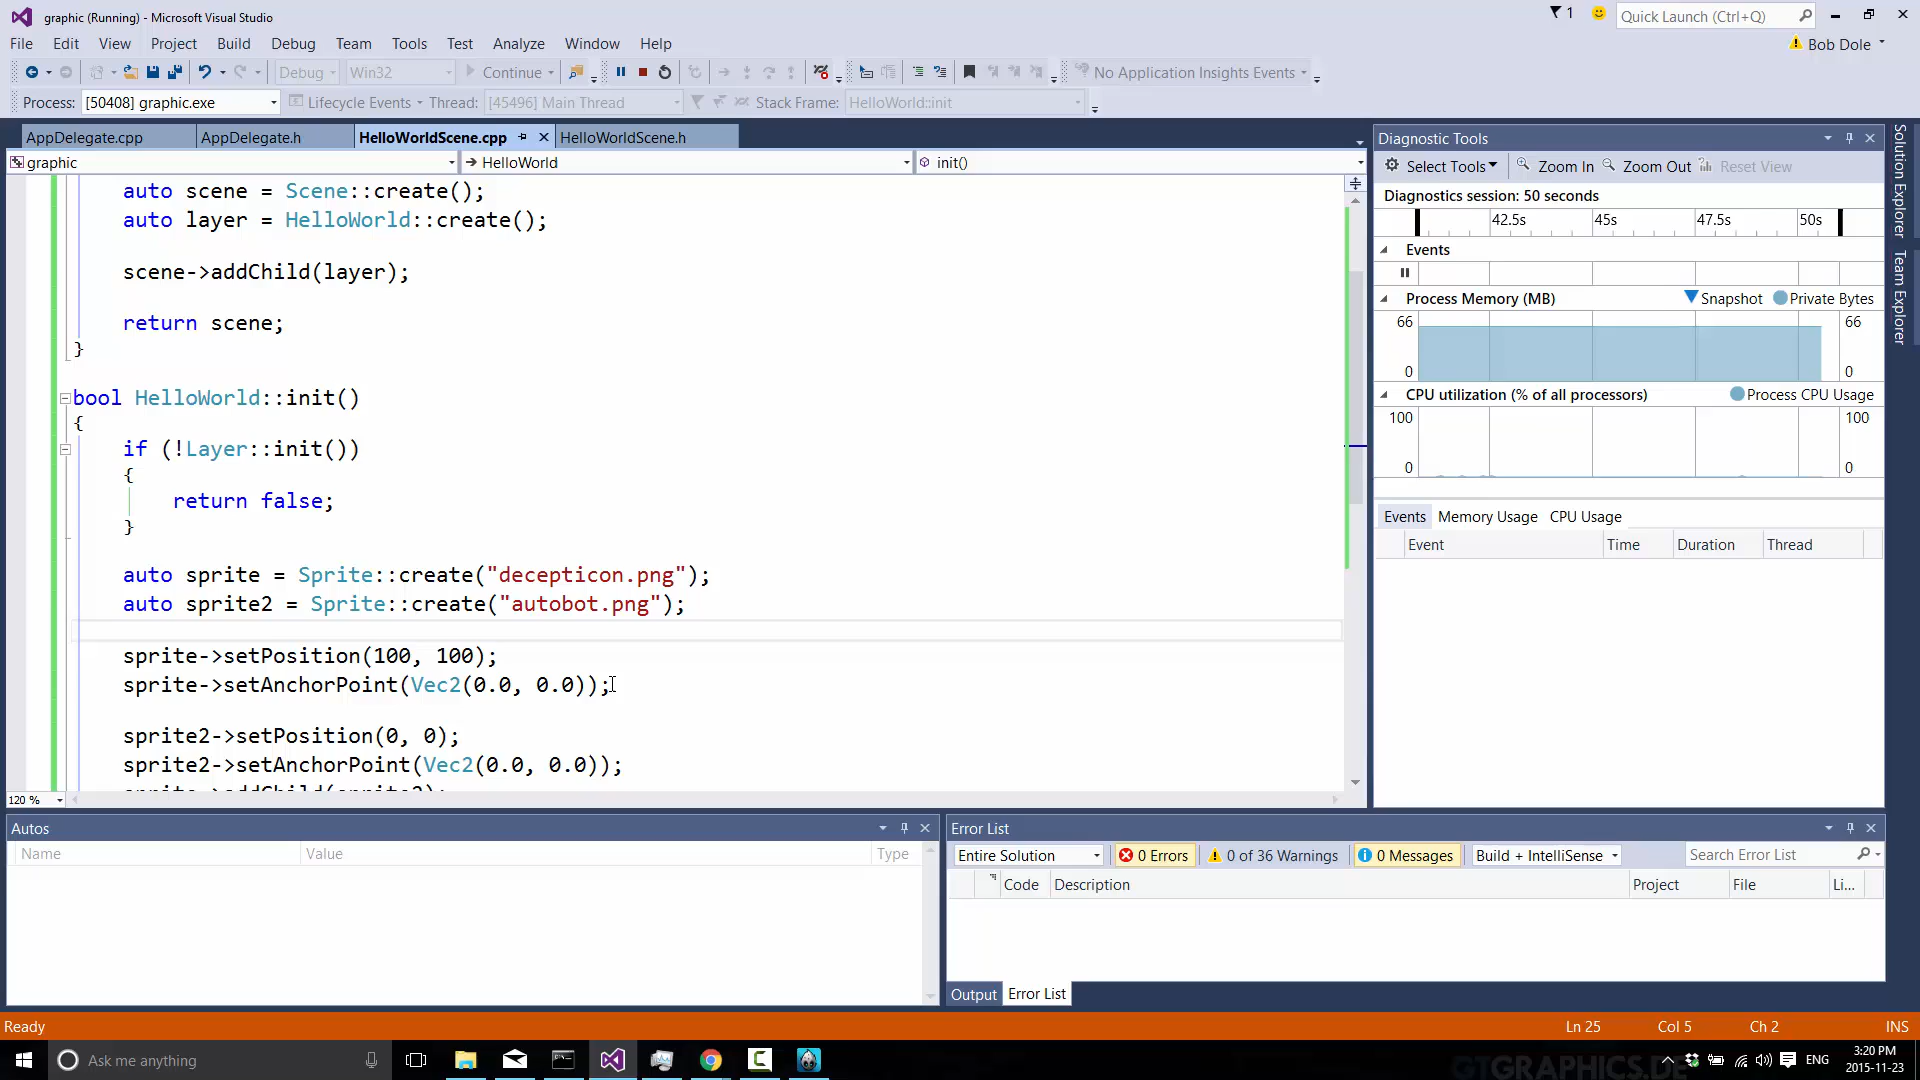 graphic (Running) - Microsoft Visual Studio
1
Quick Launch (Ctrl+Q)
File Edit View Project Build Debug Team Tools Test Analyze Window Help
Bob Dole
Debug Win32 Continue No Application Insights Events
Process: [50408] graphic.exe Lifecycle Events Thread: [45496] Main Thread Stack Frame: HelloWorld::init
AppDelegate.cpp AppDelegate.h HelloWorldScene.cpp HelloWorldScene.h
graphic HelloWorld init()
auto scene = Scene::create();
auto layer = HelloWorld::create();
scene->addChild(layer);
return scene;
}
bool HelloWorld::init()
{
if (!Layer::init())
{
return false;
}
auto sprite = Sprite::create("decepticon.png");
auto sprite2 = Sprite::create("autobot.png");
sprite->setPosition(100, 100);
sprite->setAnchorPoint(Vec2(0.0, 0.0));
sprite2->setPosition(0, 0);
sprite2->setAnchorPoint(Vec2(0.0, 0.0));
sprite->addChild(sprite2);
120 %
Diagnostic Tools
Select Tools Zoom In Zoom Out Reset View
Diagnostics session: 50 seconds
42.5s 45s 47.5s 50s
Events
Process Memory (MB) Snapshot Private Bytes
66 66
0 0
CPU utilization (% of all processors) Process CPU Usage
100 100
0 0
Events Memory Usage CPU Usage
Event Time Duration Thread
Solution Explorer
Team Explorer
Autos
Name Value Type
Error List
Entire Solution 0 Errors 0 of 36 Warnings 0 Messages Build + IntelliSense Search Error List
Code Description Project File Li...
Output Error List
Ready Ln 25 Col 5 Ch 2 INS
Ask me anything
GTGRAPHICS.DE
ENG
3:20 PM
2015-11-23